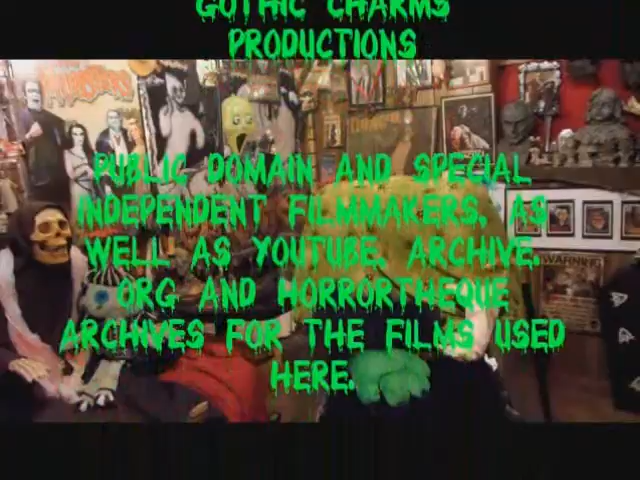 GOTHIC CHARMS
PRODUCTIONS
PUBLIC DOMAIN AND SPECIAL
INDEPENDENT FILMMAKERS, AS
WELL AS YOUTUBE, ARCHIVE.
ORG AND HORRORTHEQUE
ARCHIVES FOR THE FILMS USED
HERE.
WARNING